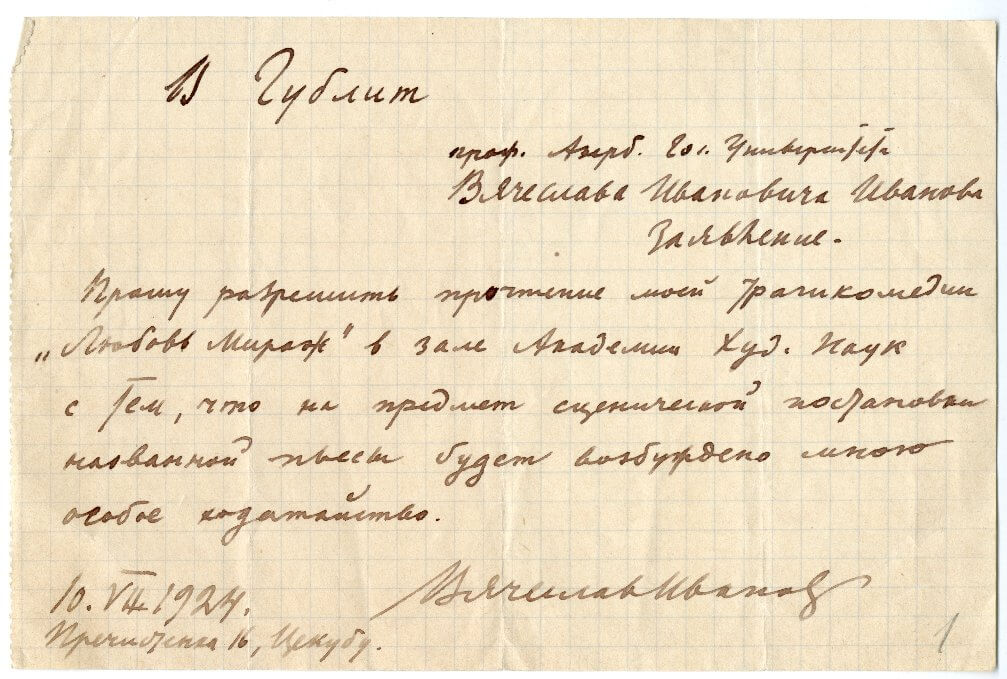 В Гублит
проф. Азерб. Гос. Университета
Вячеслава Ивановича Иванова
Заявление.
Прошу разрешить прочтение моей трагикомедии
„Любовь Мираж" в зале Академии Худ. Наук
с тем, что на предмет сценической постановки
названной пьесы будет возбуждено мною
особое ходатайство.
Вячеслав Иванов
10. VII 1924.
Пречистенка 16, Цекубу.
1